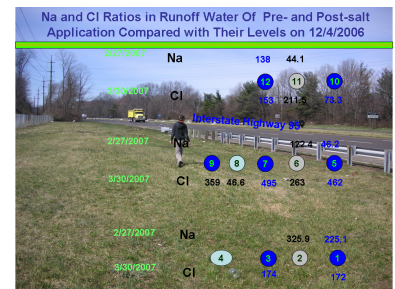 Na and Cl Ratios in Runoff Water Of Pre- and Post-salt
Application Compared with Their Levels on 12/4/2006
2/27/2007 Na 138 44.1
12 11 10
3/30/2007 Cl 153 211.5 73.3
Interstate Highway 95
2/27/2007 Na 122.4 46.2
9 8 7 6 5
3/30/2007 Cl 359 46.6 495 263 462
2/27/2007 Na 325.9 225.1
4 3 2 1
3/30/2007 Cl 174 172